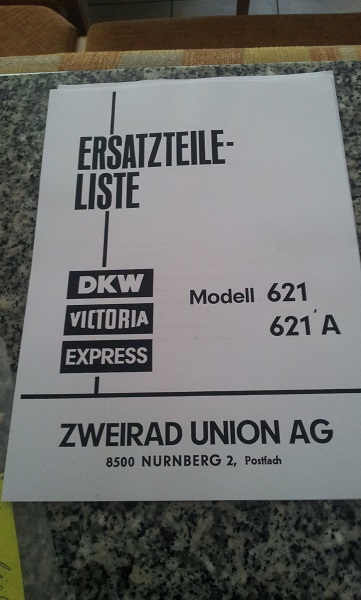 ERSATZTEILE-
LISTE
DKW
VICTORIA
EXPRESS
Modell 621
621 A
ZWEIRAD UNION AG
8500 NURNBERG 2, Postfach